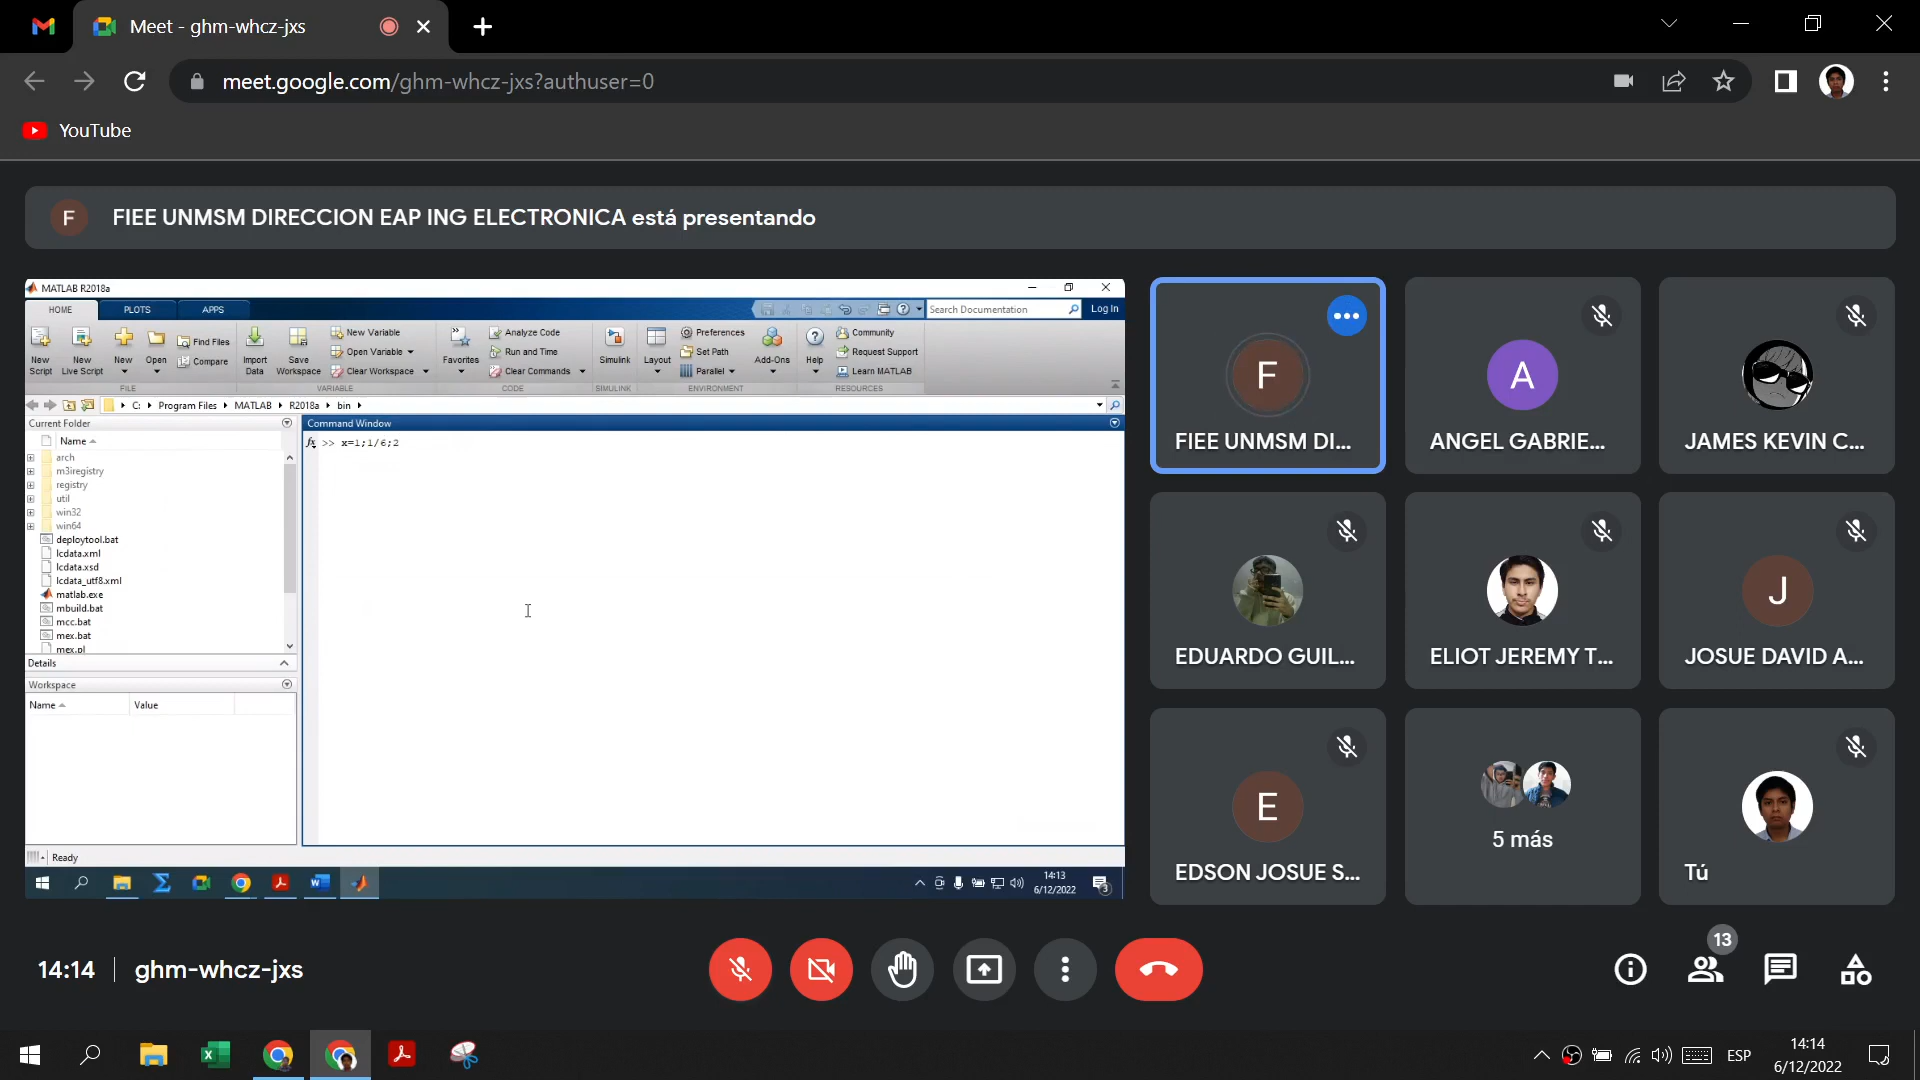 Meet - ghm-whcz-jxs
meet.google.com/ghm-whcz-jxs?authuser=0
YouTube
F
FIEE UNMSM DIRECCION EAP ING ELECTRONICA está presentando
MATLAB R2018a
HOME
PLOTS
APPS
Search Documentation
Log In
New Script
New Live Script
New
Open
Find Files
Compare
Import Data
Save Workspace
New Variable
Open Variable
Clear Workspace
Favorites
Analyze Code
Run and Time
Clear Commands
Simulink
Layout
Preferences
Set Path
Parallel
Add-Ons
Help
Community
Request Support
Learn MATLAB
FILE
VARIABLE
CODE
SIMULINK
ENVIRONMENT
RESOURCES
C: Program Files MATLAB R2018a bin
Current Folder
Name
arch
m3iregistry
registry
util
win32
win64
deploytool.bat
lcdata.xml
lcdata.xsd
lcdata_utf8.xml
matlab.exe
mbuild.bat
mcc.bat
mex.bat
mex.pl
Details
Workspace
Name
Value
Command Window
fx >> x=1;1/6;2
Ready
14:13
6/12/2022
3
F
FIEE UNMSM DI...
A
ANGEL GABRIE...
JAMES KEVIN C...
EDUARDO GUIL...
ELIOT JEREMY T...
J
JOSUE DAVID A...
E
EDSON JOSUE S...
5 más
Tú
14:14
ghm-whcz-jxs
13
ESP
14:14
6/12/2022